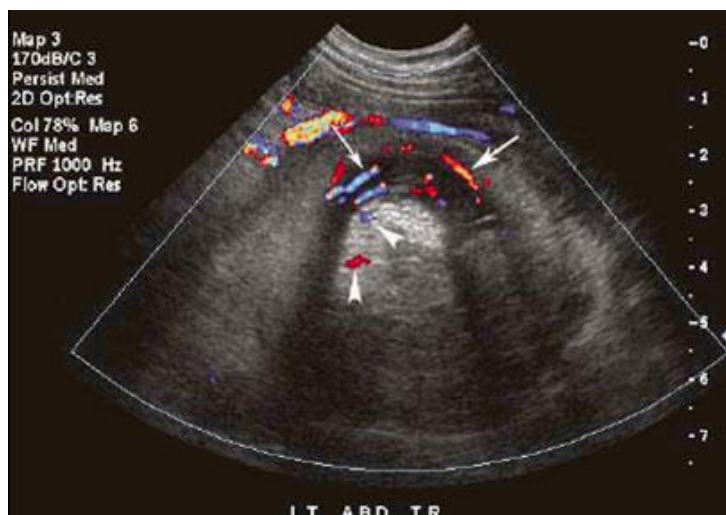 Map 3
170dB/C 3
Persist Med
2D Opt:Res
Col 78% Map 6
WF Med
PRF 1000 Hz
Flow Opt: Res
-0
-1
-2
-3
-4
-5
-6
-7
LT ABD TR